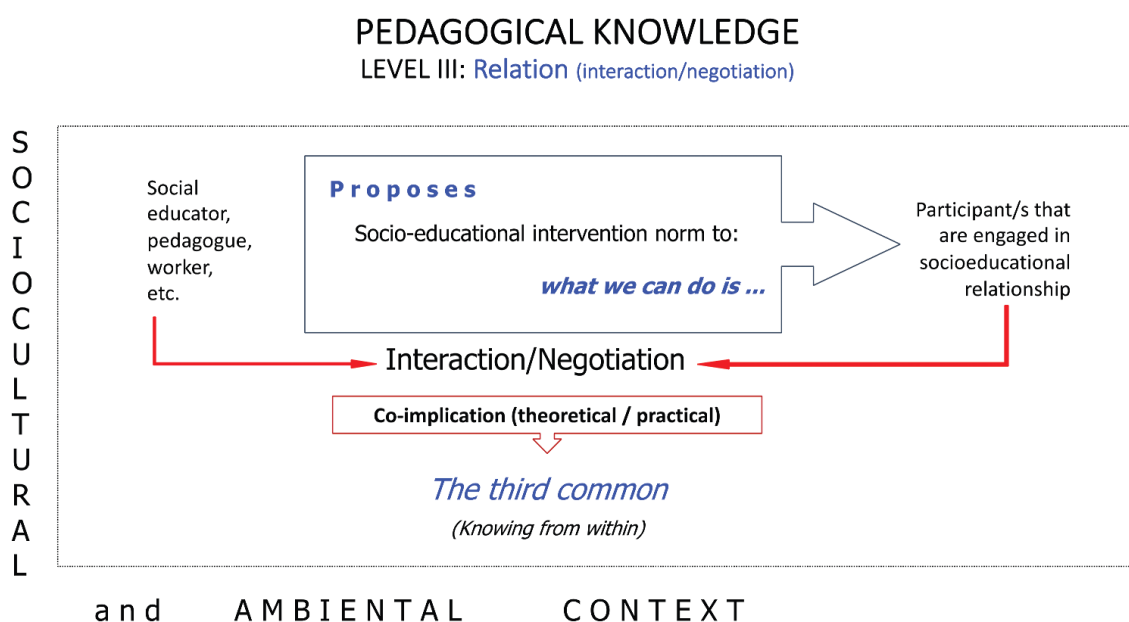 PEDAGOGICAL KNOWLEDGE
LEVEL III: Relation (interaction/negotiation)
SOCIOCULTURAL
Social
educator,
pedagogue,
worker,
etc.
Proposes
Socio-educational intervention norm to:
what we can do is ...
Participant/s that
are engaged in
socioeducational
relationship
Interaction/Negotiation
Co-implication (theoretical / practical)
The third common
(Knowing from within)
and AMBIENTAL CONTEXT